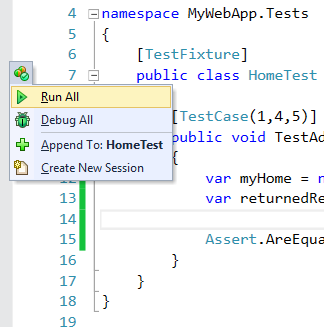 4 namespace MyWebApp.Tests
5 {
6 [TestFixture]
7 public class HomeTest
Run All
[TestCase(1,4,5)]
Debug All
public void TestAd
Append To: HomeTest
{
Create New Session
12 var myHome = n
13 var returnedRe
14
15 Assert.AreEqua
16 }
17 }
18 }
19